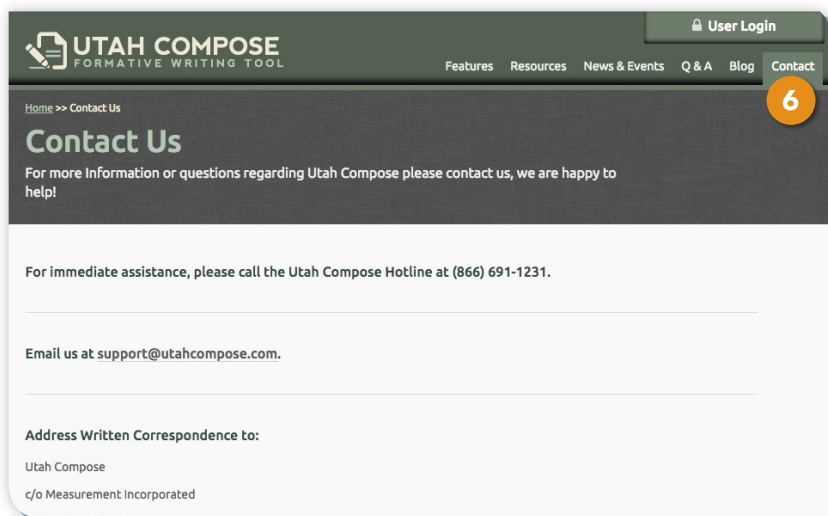 User Login
UTAH COMPOSE
FORMATIVE WRITING TOOL
Features Resources News & Events Q & A Blog Contact
6
Home >> Contact Us
Contact Us
For more Information or questions regarding Utah Compose please contact us, we are happy to
help!
For immediate assistance, please call the Utah Compose Hotline at (866) 691-1231.
Email us at support@utahcompose.com.
Address Written Correspondence to:
Utah Compose
c/o Measurement Incorporated